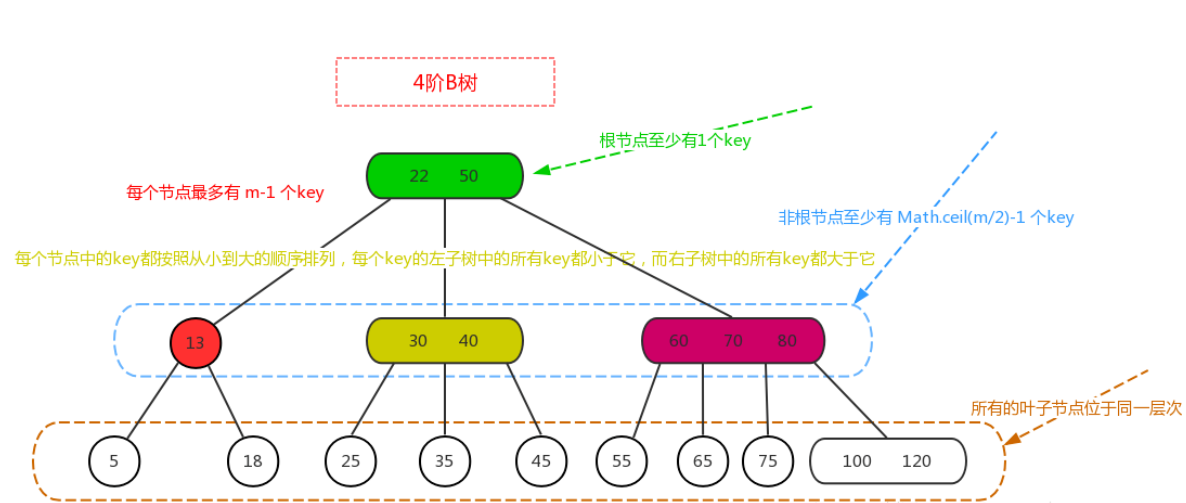 4阶B树
根节点至少有1个key
22 50
每个节点最多有 m-1 个key
非根节点至少有 Math.ceil(m/2)-1 个key
每个节点中的key都按照从小到大的顺序排列，每个key的左子树中的所有key都小于它，而右子树中的所有key都大于它
13 30 40 60 70 80
所有的叶子节点位于同一层次
5 18 25 35 45 55 65 75 100 120